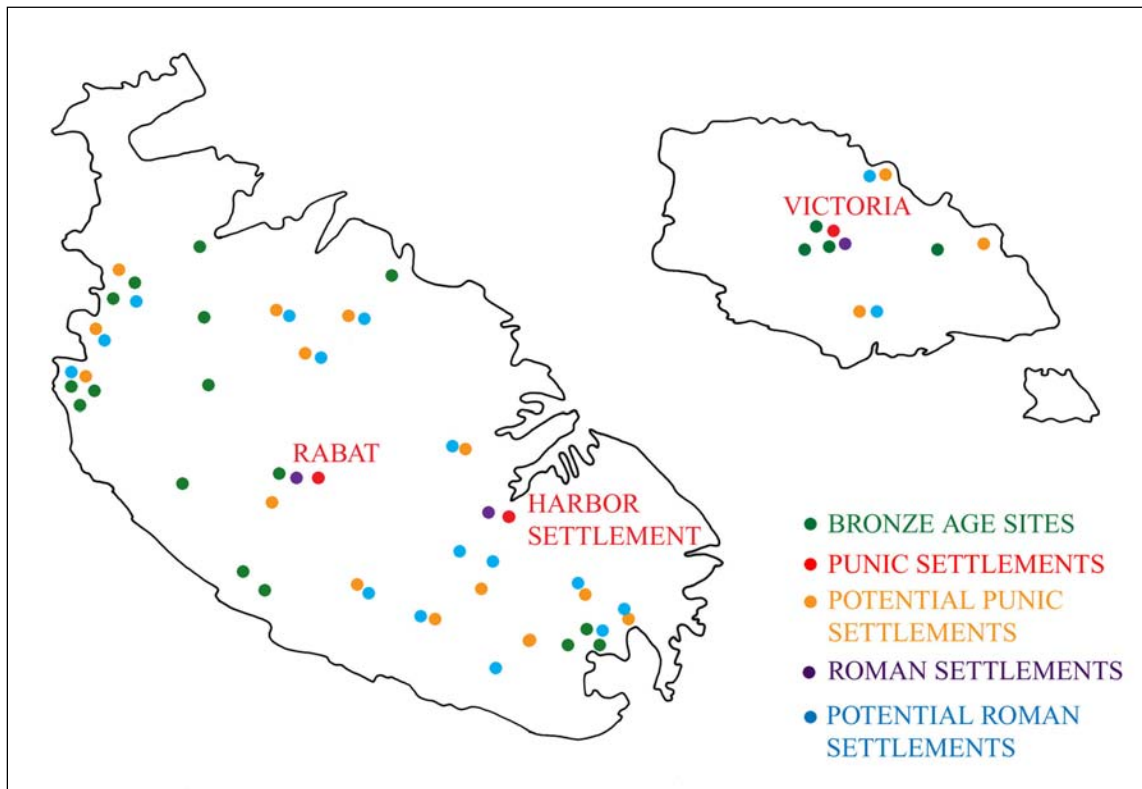 VICTORIA
RABAT
HARBOR
SETTLEMENT
BRONZE AGE SITES
PUNIC SETTLEMENTS
POTENTIAL PUNIC
SETTLEMENTS
ROMAN SETTLEMENTS
POTENTIAL ROMAN
SETTLEMENTS